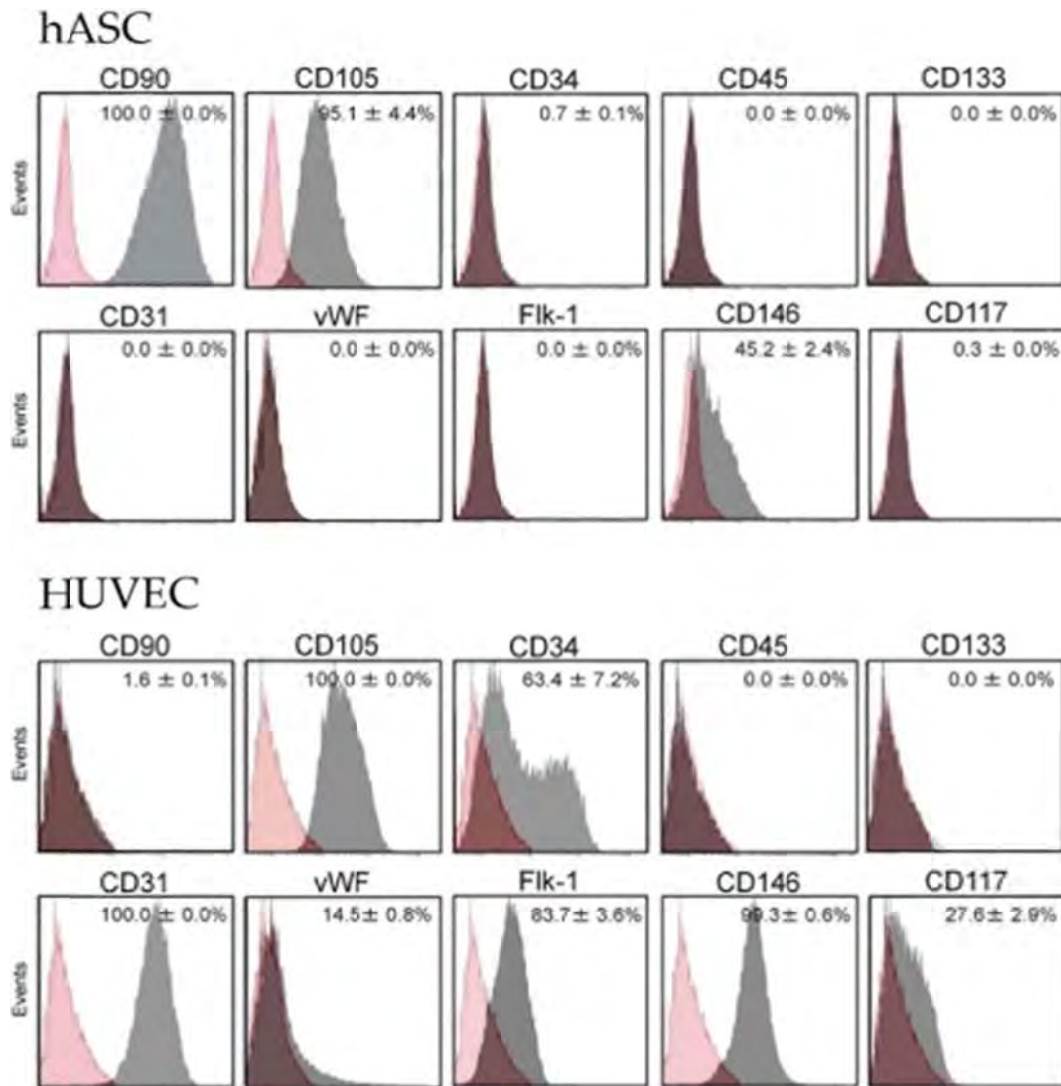 hASC
CD90 CD105 CD34 CD45 CD133
Events 100.0 ± 0.0% 95.1 ± 4.4% 0.7 ± 0.1% 0.0 ± 0.0% 0.0 ± 0.0%
CD31 vWF Flk-1 CD146 CD117
Events 0.0 ± 0.0% 0.0 ± 0.0% 0.0 ± 0.0% 45.2 ± 2.4% 0.3 ± 0.0%
HUVEC
CD90 CD105 CD34 CD45 CD133
Events 1.6 ± 0.1% 100.0 ± 0.0% 63.4 ± 7.2% 0.0 ± 0.0% 0.0 ± 0.0%
CD31 vWF Flk-1 CD146 CD117
Events 100.0 ± 0.0% 14.5± 0.8% 83.7 ± 3.6% 99.3 ± 0.6% 27.6± 2.9%